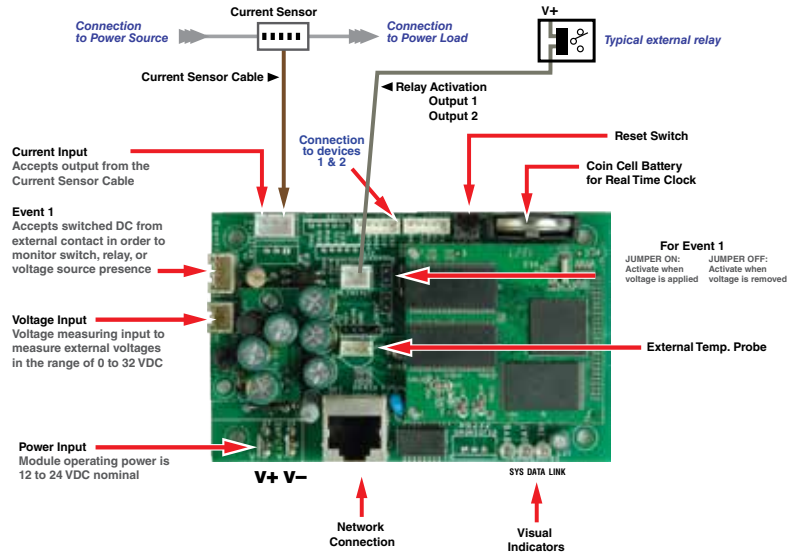 Current Sensor
Connection
to Power Source
Connection
to Power Load
V+
Typical external relay
Current Sensor Cable
Relay Activation
Output 1
Output 2
Connection
to devices
1 & 2
Reset Switch
Coin Cell Battery
for Real Time Clock
Current Input
Accepts output from the
Current Sensor Cable
Event 1
Accepts switched DC from
external contact in order to
monitor switch, relay, or
voltage source presence
For Event 1
JUMPER ON:
Activate when
voltage is applied
JUMPER OFF:
Activate when
voltage is removed
Voltage Input
Voltage measuring input to
measure external voltages
in the range of 0 to 32 VDC
External Temp. Probe
Power Input
Module operating power is
12 to 24 VDC nominal
V+ V–
SYS DATA LINK
Network
Connection
Visual
Indicators